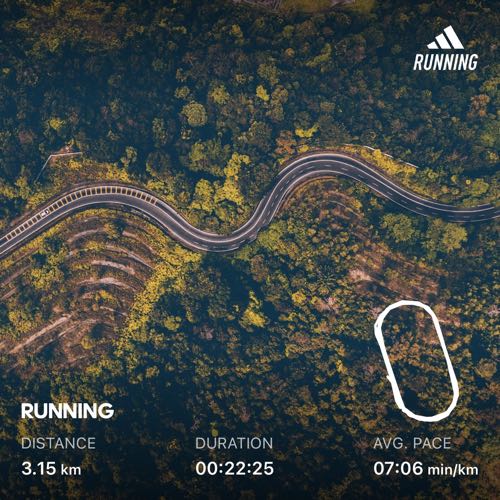 RUNNING
RUNNING
DISTANCE DURATION AVG. PACE
3.15 km 00:22:25 07:06 min/km